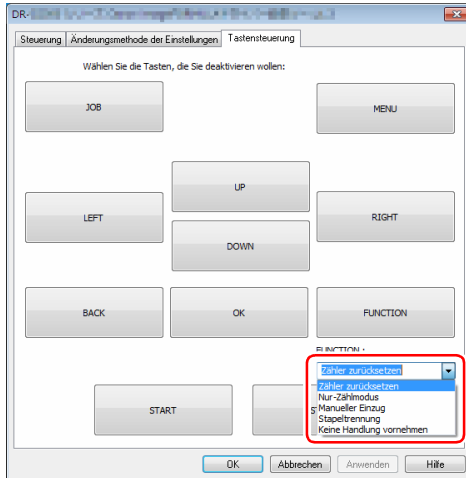 DR-
Steuerung Änderungsmethode der Einstellungen Tastensteuerung
Wählen Sie die Tasten, die Sie deaktivieren wollen:
JOB MENU
UP
LEFT RIGHT
DOWN
BACK OK FUNCTION
FUNCTION :
Zähler zurücksetzen
Zähler zurücksetzen
Nur-Zählmodus
Manueller Einzug
START
Stapeltrennung
Keine Handlung vornehmen
OK Abbrechen Anwenden Hilfe